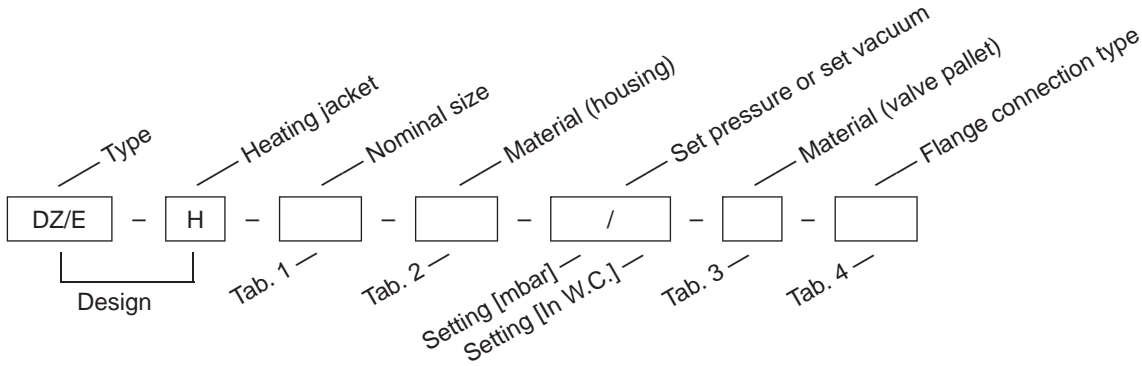 Type
Heating jacket
Nominal size
Material (housing)
Set pressure or set vacuum
Material (valve pallet)
Flange connection type
DZ/E – H – – – / – –
Design
Tab. 1
Tab. 2
Setting [mbar]
Setting [In W.C.]
Tab. 3
Tab. 4